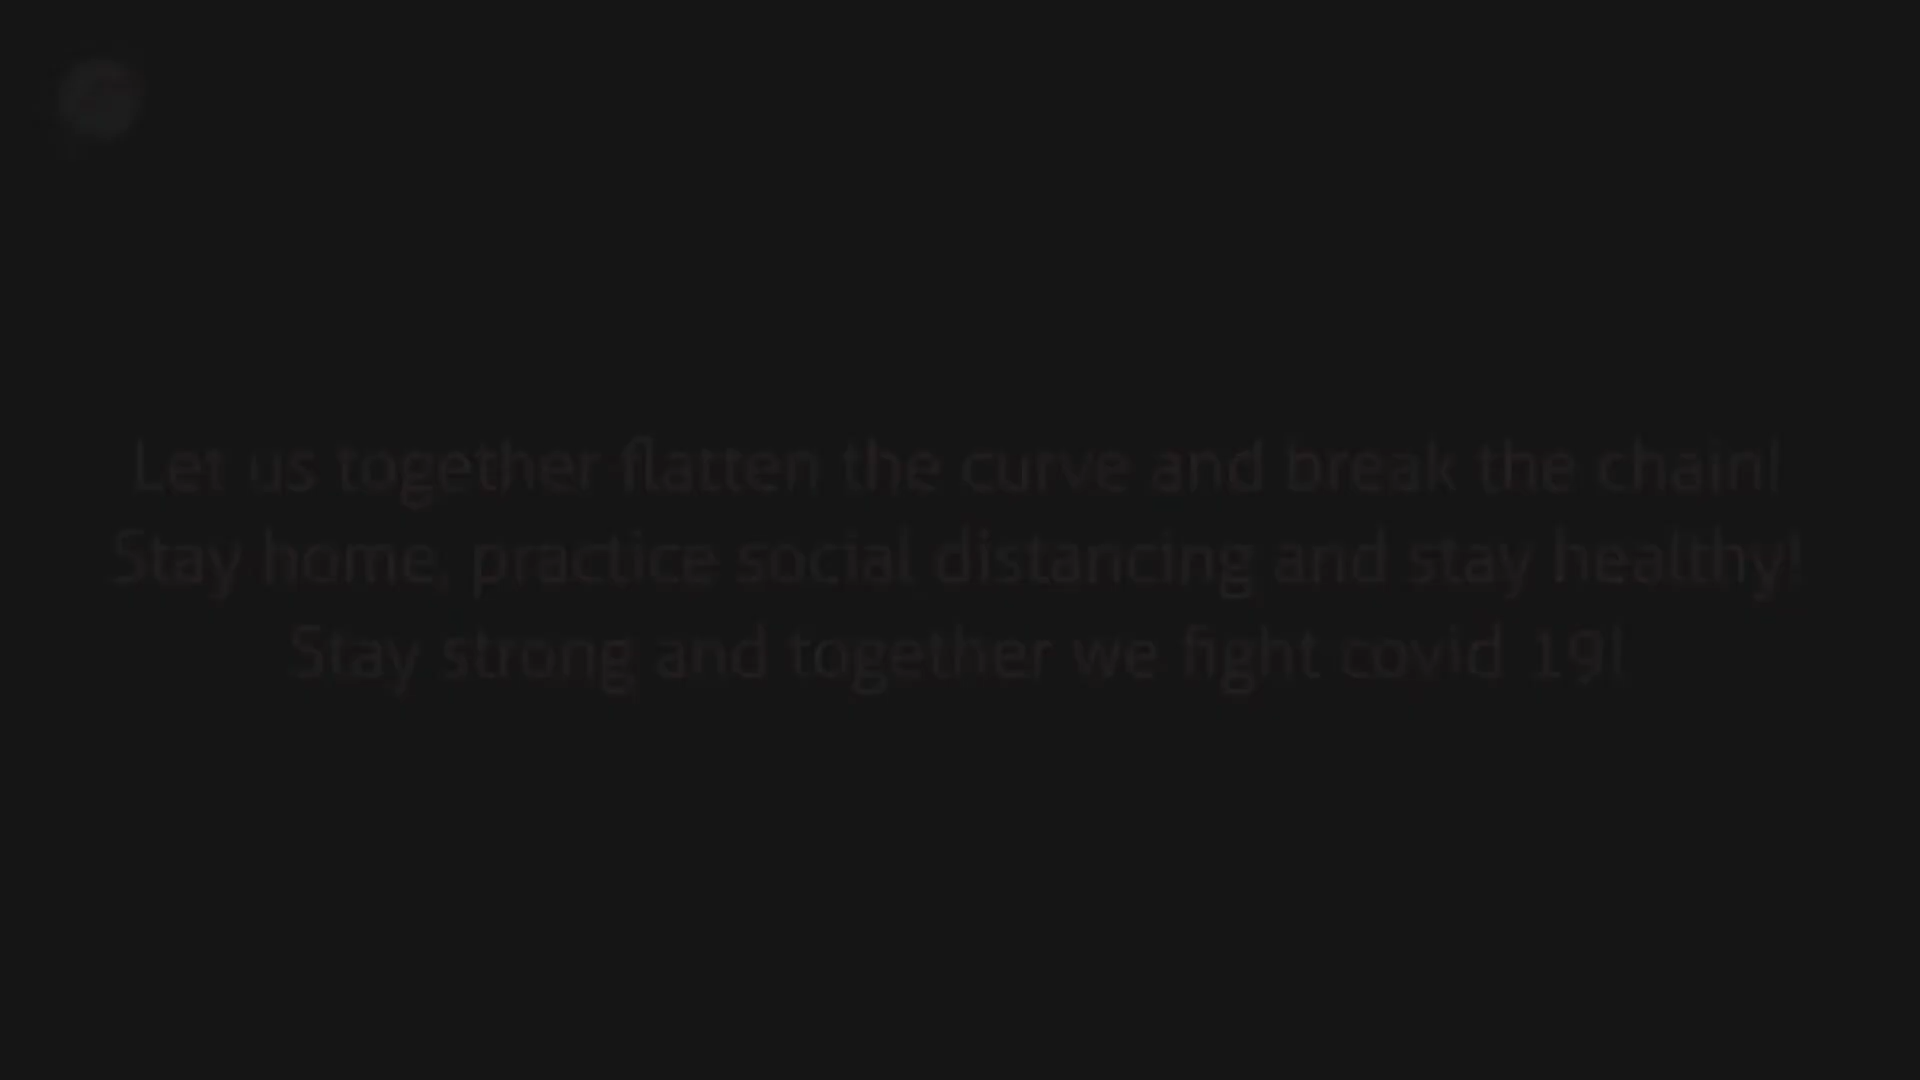 Let us together flatten the curve and break the chain!
Stay home, practice social distancing and stay healthy!
Stay strong and together we fight covid 19!